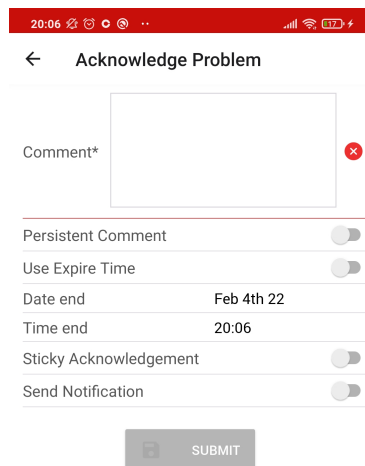 20:06
17
Acknowledge Problem
Comment*
Persistent Comment
Use Expire Time
Date end Feb 4th 22
Time end 20:06
Sticky Acknowledgement
Send Notification
SUBMIT